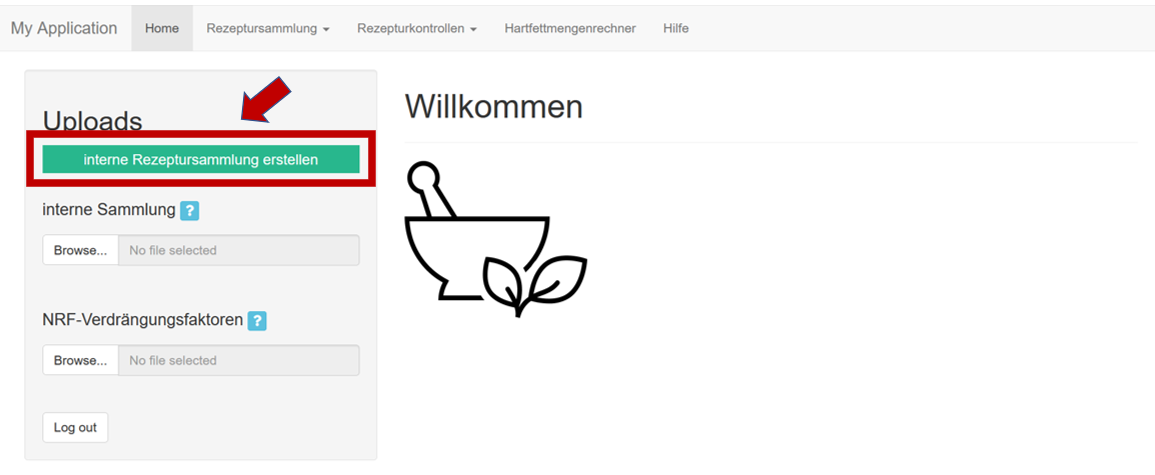 My Application Home Rezeptursammlung Rezepturkontrollen Hartfettmengenrechner Hilfe
Uploads
interne Rezeptursammlung erstellen
interne Sammlung ?
Browse... No file selected
NRF-Verdrängungsfaktoren ?
Browse... No file selected
Log out
Willkommen